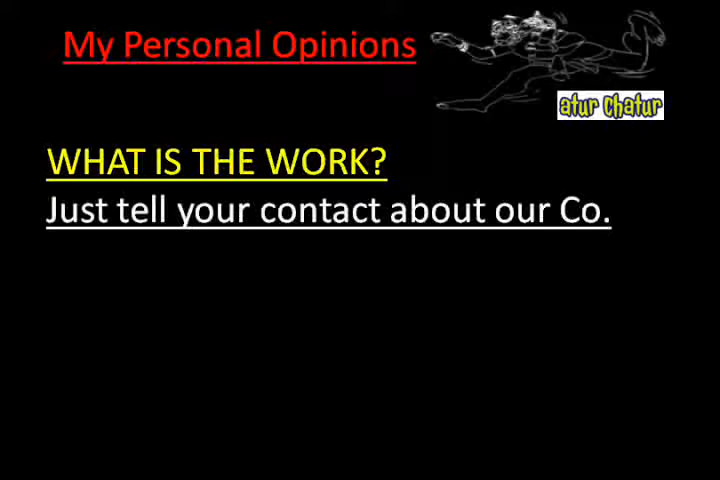 My Personal Opinions
atur Chatur
WHAT IS THE WORK?
Just tell your contact about our Co.